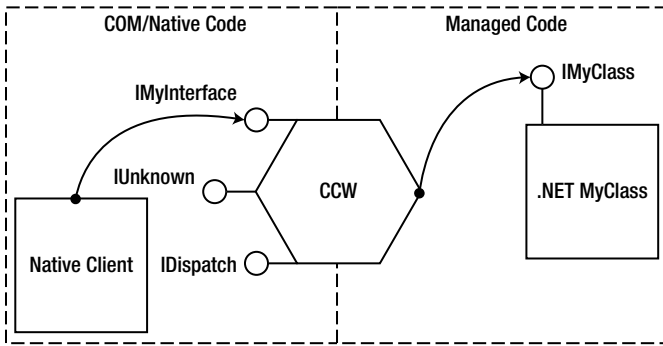 COM/Native Code
Managed Code
IMyInterface
IMyClass
IUnknown
CCW
.NET MyClass
Native Client
IDispatch